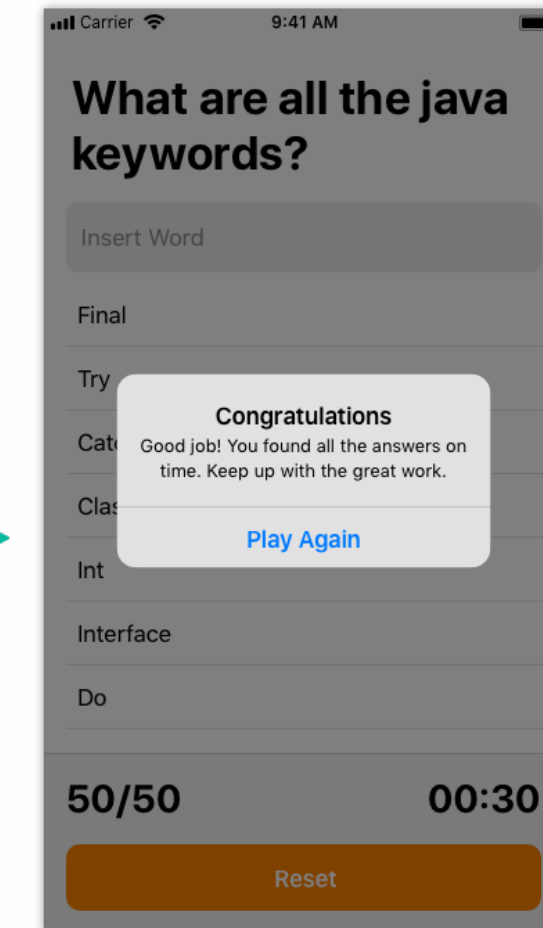 Carrier 9:41 AM
What are all the java
keywords?
Insert Word
Final
Try
Congratulations
Good job! You found all the answers on
time. Keep up with the great work.
Play Again
Int
Interface
Do
50/50 00:30
Reset